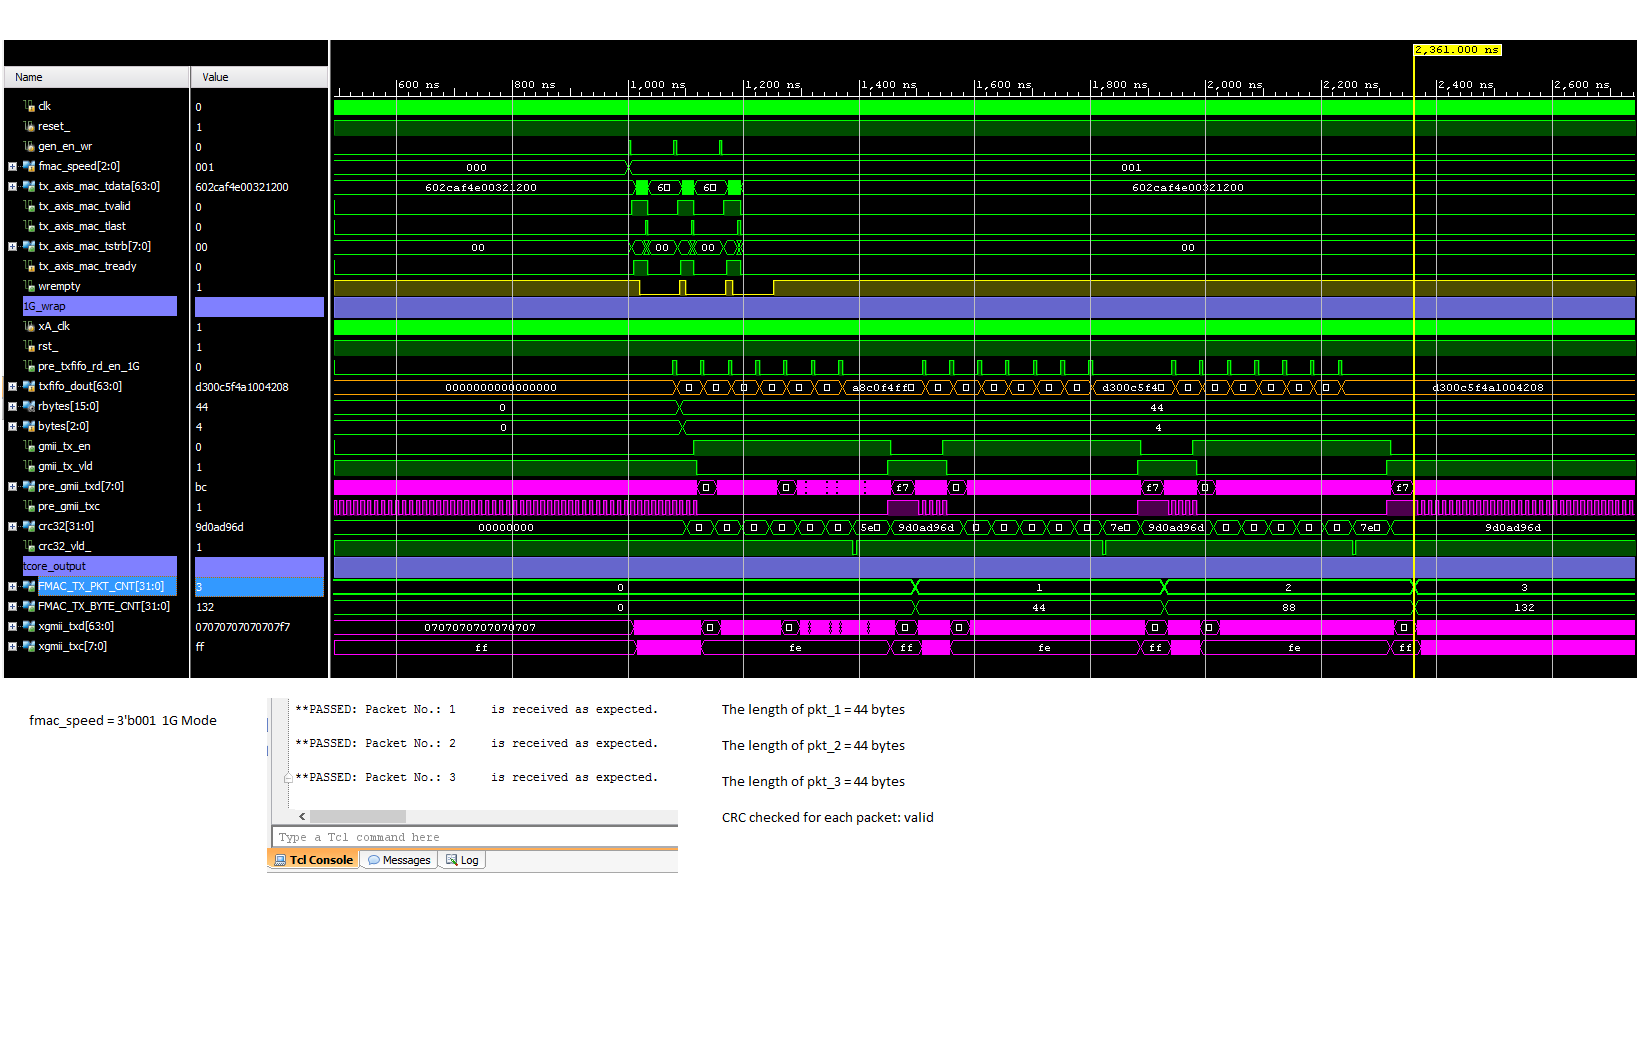 2,361.000 ns
Name Value
600 ns 800 ns 1,000 ns 1,200 ns 1,400 ns 1,600 ns 1,800 ns 2,000 ns 2,200 ns 2,400 ns 2,600 ns
clk 0
reset_ 1
gen_en_wr 0
fmac_speed[2:0] 001 000 001
tx_axis_mac_tdata[63:0] 602caf4e00321200 602caf4e00321200 6 6 602caf4e00321200
tx_axis_mac_tvalid 0
tx_axis_mac_tlast 0
tx_axis_mac_tstrb[7:0] 00 00 00 00 00
tx_axis_mac_tready 0
wrempty 1
1G_wrap
xA_clk 1
rst_ 1
pre_txfifo_rd_en_1G 0
txfifo_dout[63:0] d300c5f4a1004208 0000000000000000 a8c0f4ff d300c5f4 d300c5f4a1004208
rbytes[15:0] 44 0 44
bytes[2:0] 4 0 4
gmii_tx_en 0
gmii_tx_vld 1
pre_gmii_txd[7:0] bc f7 f7 f7
pre_gmii_txc 1
crc32[31:0] 9d0ad96d 00000000 5e 9d0ad96d 7e 9d0ad96d 7e 9d0ad96d
crc32_vld_ 1
tcore_output
FMAC_TX_PKT_CNT[31:0] 3 0 1 2 3
FMAC_TX_BYTE_CNT[31:0] 132 0 44 88 132
xgmii_txd[63:0] 07070707070707f7 0707070707070707
xgmii_txc[7:0] ff ff fe ff fe ff fe ff
fmac_speed = 3'b001 1G Mode
**PASSED: Packet No.: 1 is received as expected.
The length of pkt_1 = 44 bytes
**PASSED: Packet No.: 2 is received as expected.
The length of pkt_2 = 44 bytes
**PASSED: Packet No.: 3 is received as expected.
The length of pkt_3 = 44 bytes
CRC checked for each packet: valid
Type a Tcl command here
Tcl Console Messages Log